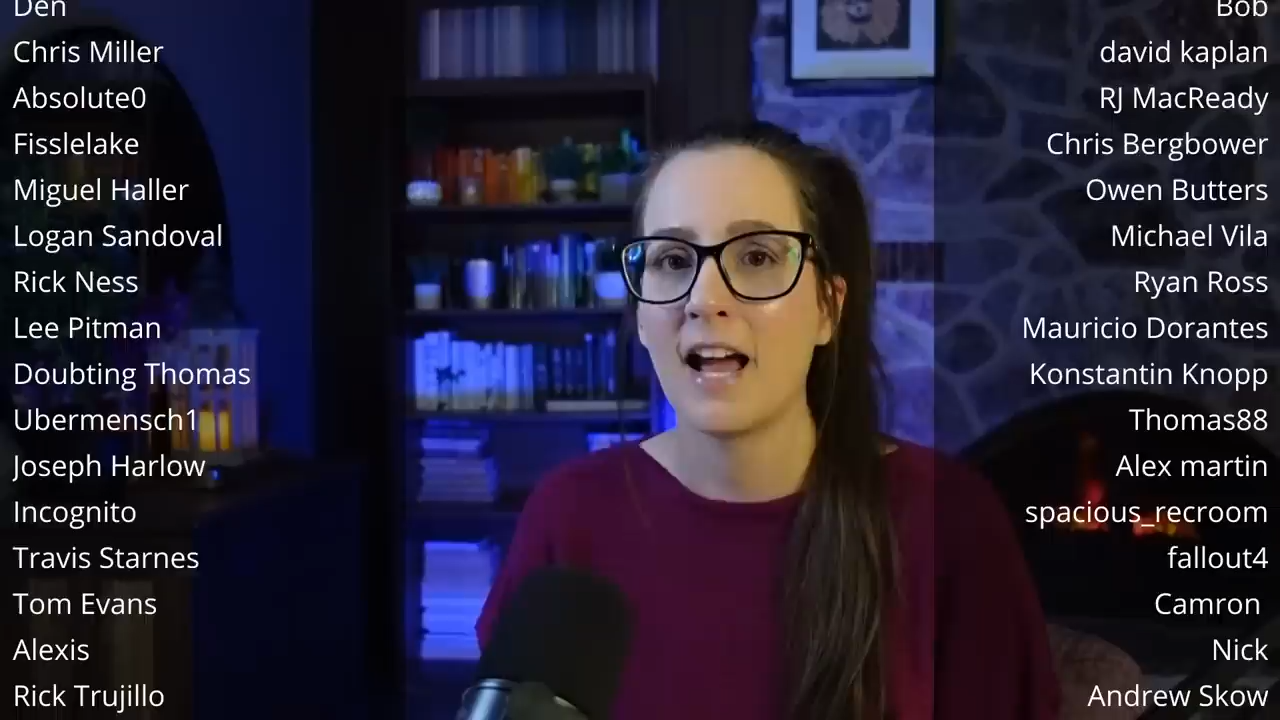 Den
Chris Miller
Absolute0
Fisslelake
Miguel Haller
Logan Sandoval
Rick Ness
Lee Pitman
Doubting Thomas
Ubermensch1
Joseph Harlow
Incognito
Travis Starnes
Tom Evans
Alexis
Rick Trujillo
Bob
david kaplan
RJ MacReady
Chris Bergbower
Owen Butters
Michael Vila
Ryan Ross
Mauricio Dorantes
Konstantin Knopp
Thomas88
Alex martin
spacious_recroom
fallout4
Camron
Nick
Andrew Skow